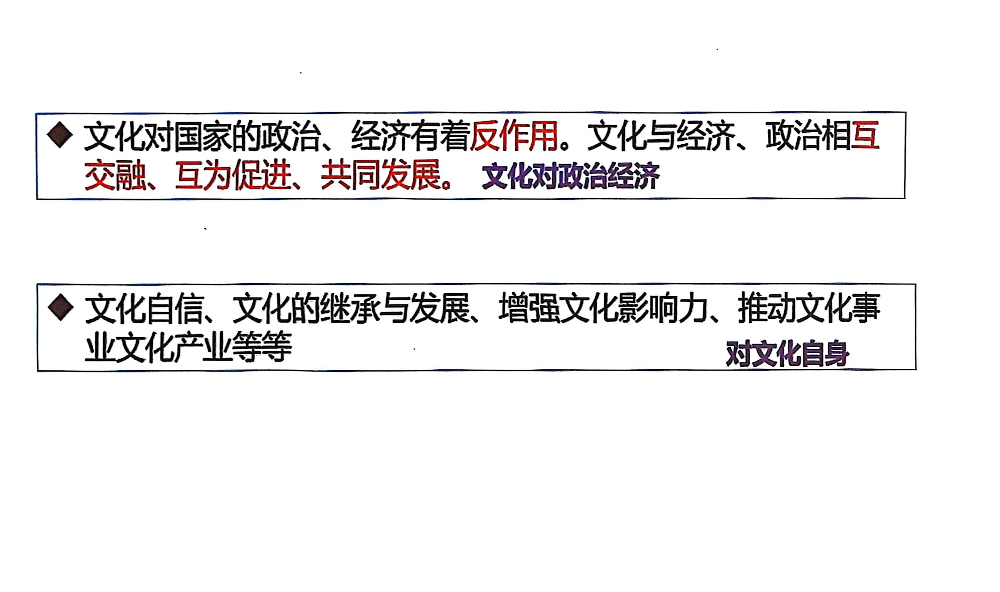 ◆ 文化对国家的政治、经济有着反作用。文化与经济、政治相互
交融、互为促进、共同发展。 文化对政治经济
◆ 文化自信、文化的继承与发展、增强文化影响力、推动文化事
业文化产业等等 对文化自身